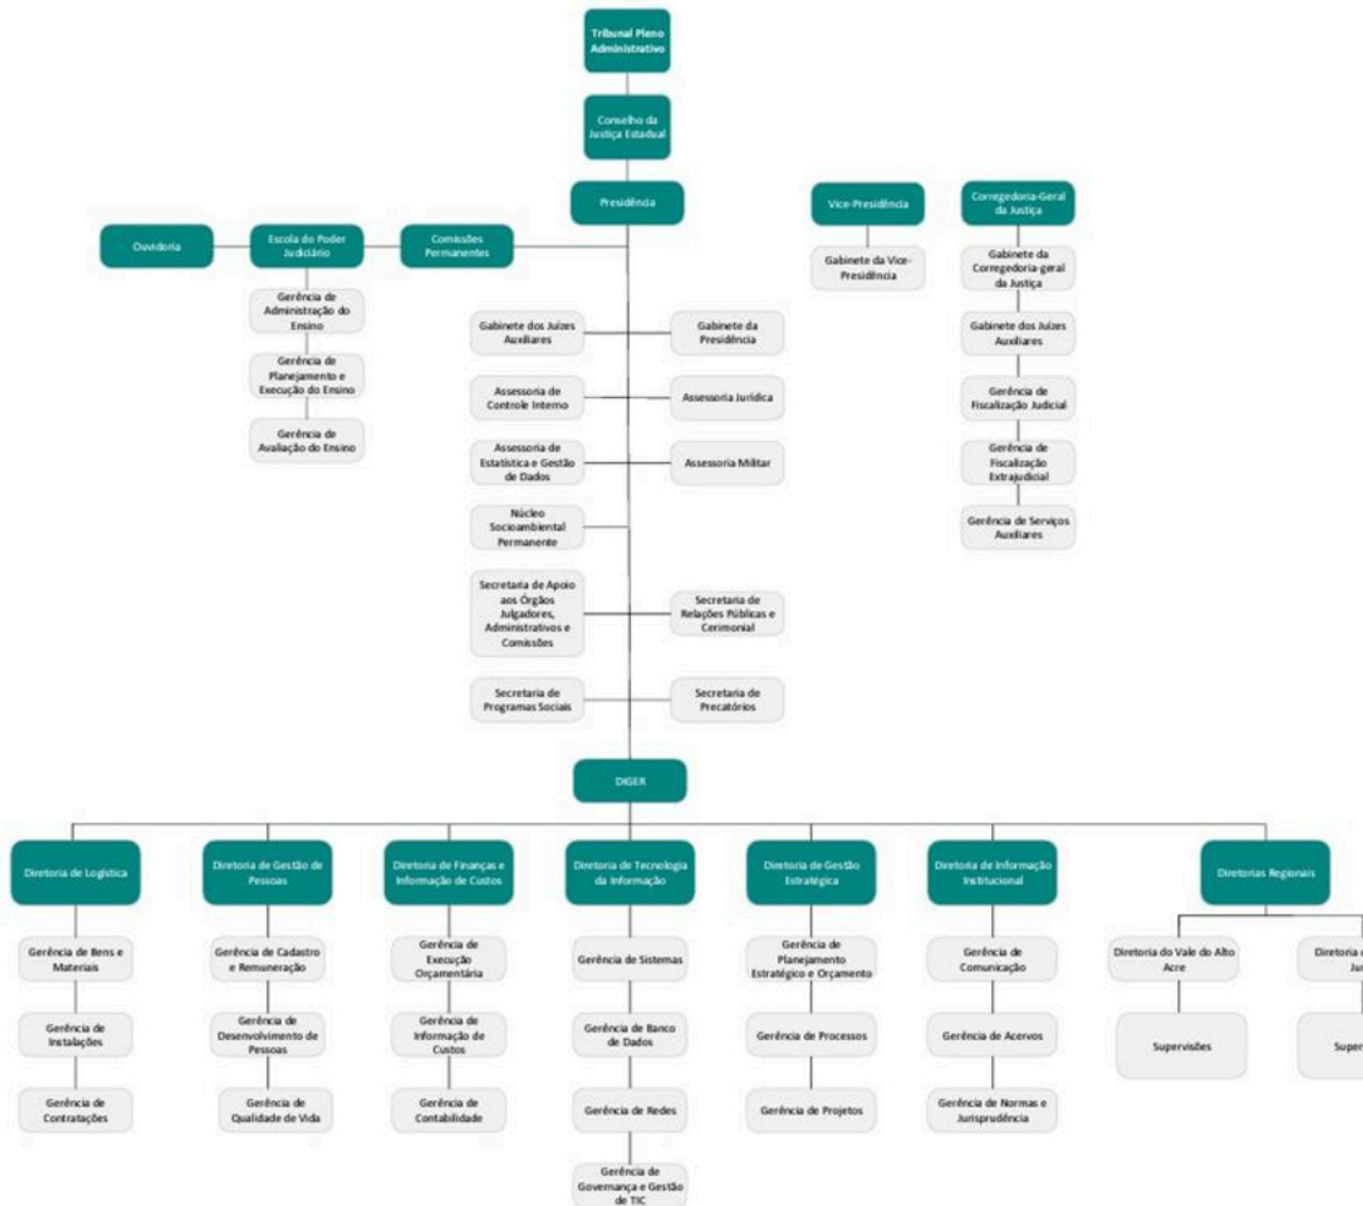 Tribunal Pleno
Administrativo
Conselho da
Justiça Estadual
Presidência
Vice-Presidência
Corregedoria-Geral
da Justiça
Ouvidoria
Escola do Poder
Judiciário
Comissões
Permanentes
Gabinete da Vice-
Presidência
Gabinete da
Corregedoria-geral
da Justiça
Gerência de
Administração do
Ensino
Gerência de
Planejamento e
Execução do Ensino
Gerência de
Avaliação do Ensino
Gabinete dos Juízes
Auxiliares
Gabinete da
Presidência
Assessoria de
Controle Interno
Assessoria Jurídica
Assessoria de
Estatística e Gestão
de Dados
Assessoria Militar
Núcleo
Socioambiental
Permanente
Secretaria de Apoio
aos Órgãos
Julgadores,
Administrativos e
Comissões
Secretaria de
Relações Públicas e
Cerimonial
Secretaria de
Programas Sociais
Secretaria de
Precatórios
Gabinete dos Juízes
Auxiliares
Gerência de
Fiscalização Judicial
Gerência de
Fiscalização
Extrajudicial
Gerência de Serviços
Auxiliares
DIGER
Diretoria de Logística
Gerência de Bens e
Materiais
Gerência de
Instalações
Gerência de
Contratações
Diretoria de Gestão de
Pessoas
Gerência de Cadastro
e Remuneração
Gerência de
Desenvolvimento de
Pessoas
Gerência de
Qualidade de Vida
Diretoria de Finanças e
Informação de Custos
Gerência de
Execução
Orçamentária
Gerência de
Informação de
Custos
Gerência de
Contabilidade
Diretoria de Tecnologia
da Informação
Gerência de Sistemas
Gerência de Banco
de Dados
Gerência de Redes
Gerência de
Governança e Gestão
de TIC
Diretoria de Gestão
Estratégica
Gerência de
Planejamento
Estratégico e Orçamento
Gerência de Processos
Gerência de Projetos
Diretoria de Informação
Institucional
Gerência de
Comunicação
Gerência de Acervos
Gerência de Normas e
Jurisprudência
Diretorias Regionais
Diretoria do Vale do Alto
Acre
Supervisões
Diretoria